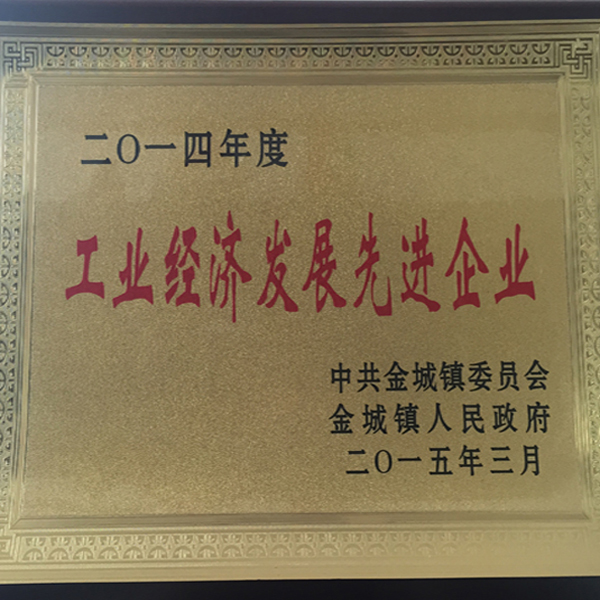 二〇一四年度
工业经济发展先进企业
中共金城镇委员会
金城镇人民政府
二〇一五年三月